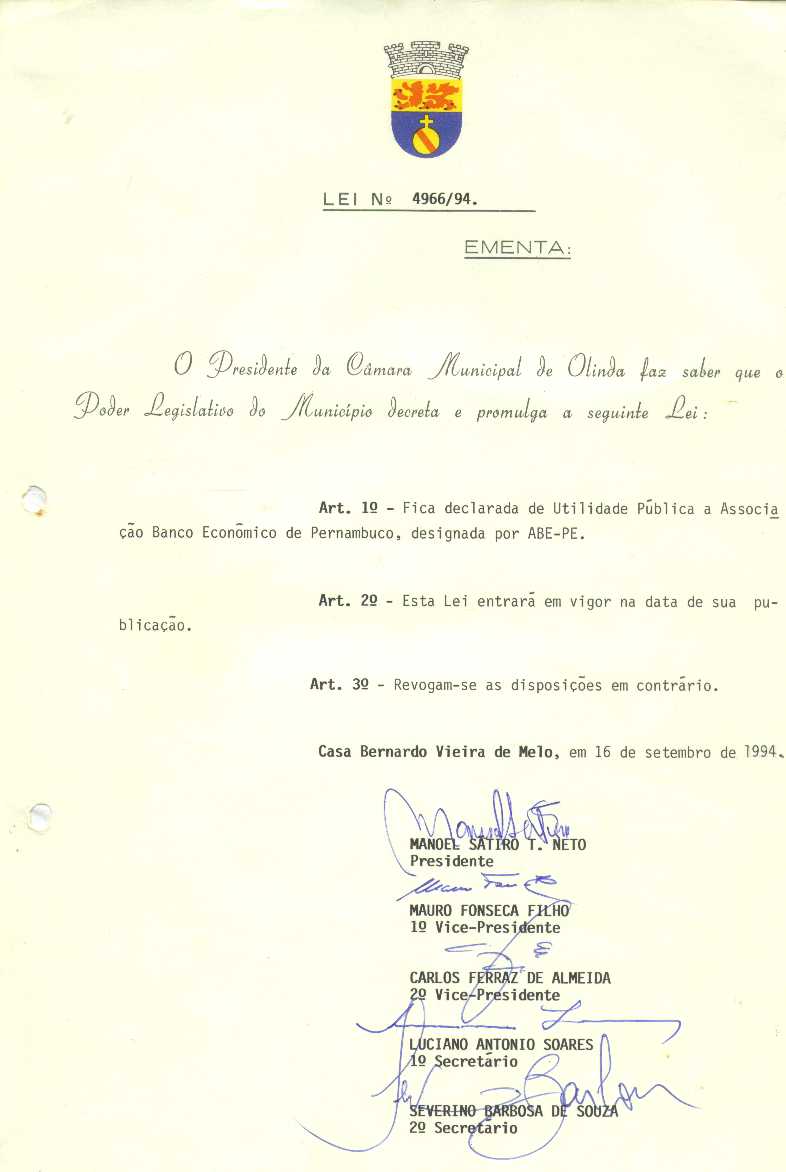 LEI Nº 4966/94.
EMENTA:
O Presidente da Câmara Municipal de Olinda faz saber que o
Poder Legislativo do Município decreta e promulga a seguinte Lei:
Art. 1º - Fica declarada de Utilidade Pública a Associa
ção Banco Econômico de Pernambuco, designada por ABE-PE.
Art. 2º - Esta Lei entrará em vigor na data de sua pu-
blicação.
Art. 3º - Revogam-se as disposições em contrário.
Casa Bernardo Vieira de Melo, em 16 de setembro de 1994.
MANOEL SÁTIRO T. NETO
Presidente
MAURO FONSECA FILHO
1º Vice-Presidente
CARLOS FERRAZ DE ALMEIDA
2º Vice-Presidente
LUCIANO ANTONIO SOARES
1º Secretário
SEVERINO BARBOSA DE SOUZA
2º Secretário